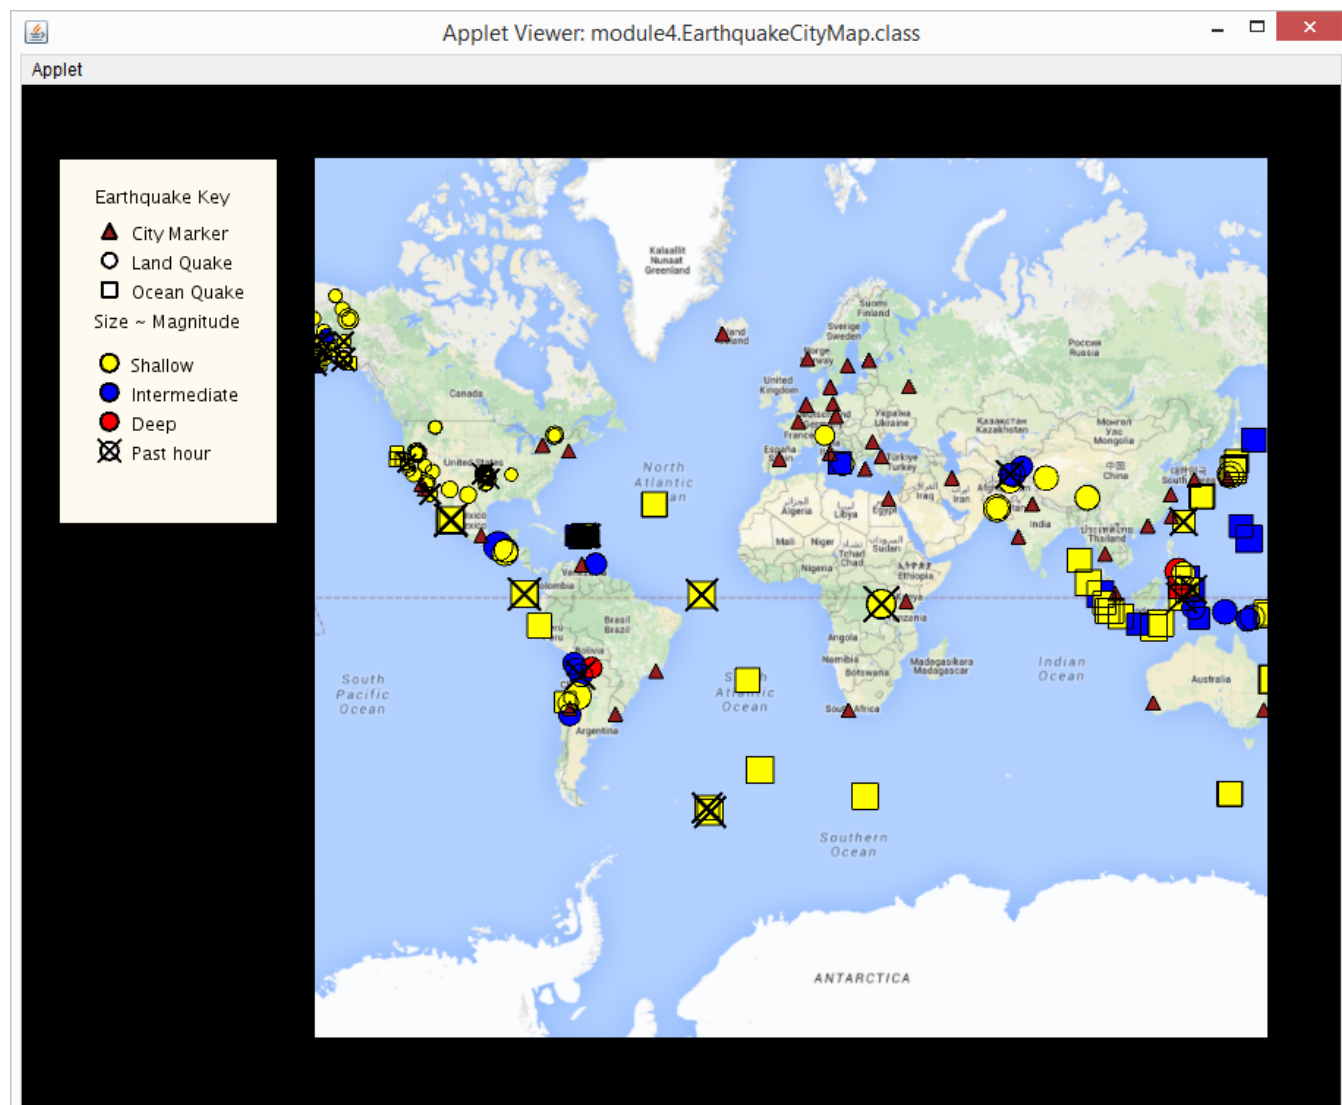 Applet Viewer: module4.EarthquakeCityMap.class
Applet
Earthquake Key
City Marker
Land Quake
Ocean Quake
Size ~ Magnitude
Shallow
Intermediate
Deep
Past hour
Kalaallit
Nunaat
Greenland
Suomi
Finland
Sverige
Sweden
Norge
Россия
Russia
United
Kingdom
Canada
Україна
Ukraine
Қазақстан
Kazakhstan
Монгол
Улс
Mongolia
France
España
Türkiye
Turkey
United States
North
Atlantic
中国
China
Iraq
Iran
Libya
Egypt
Algeria
India
Thailand
Mali
Niger
Tchad
Chad
Sudan
Nigeria
Ethiopia
Brasil
Brazil
Bolivia
Angola
Namibia
Botswana
Madagasikara
Madagascar
Indian
Ocean
Australia
South
Pacific
Ocean
Ocean
Argentina
Southern
Ocean
ANTARCTICA